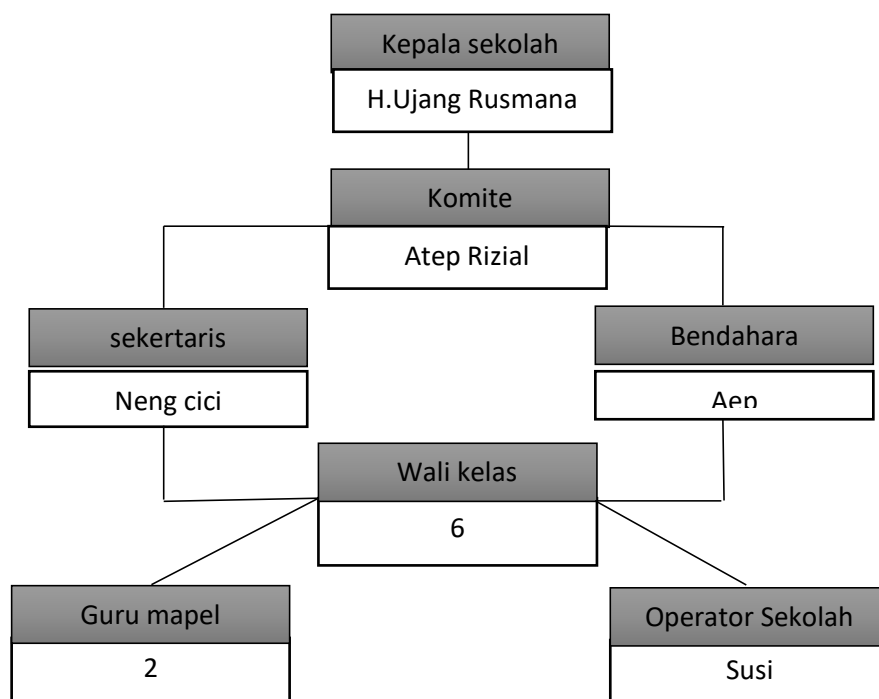 Kepala sekolah
H.Ujang Rusmana
Komite
Atep Rizial
sekertaris
Neng cici
Bendahara
Aep
Wali kelas
6
Guru mapel
2
Operator Sekolah
Susi